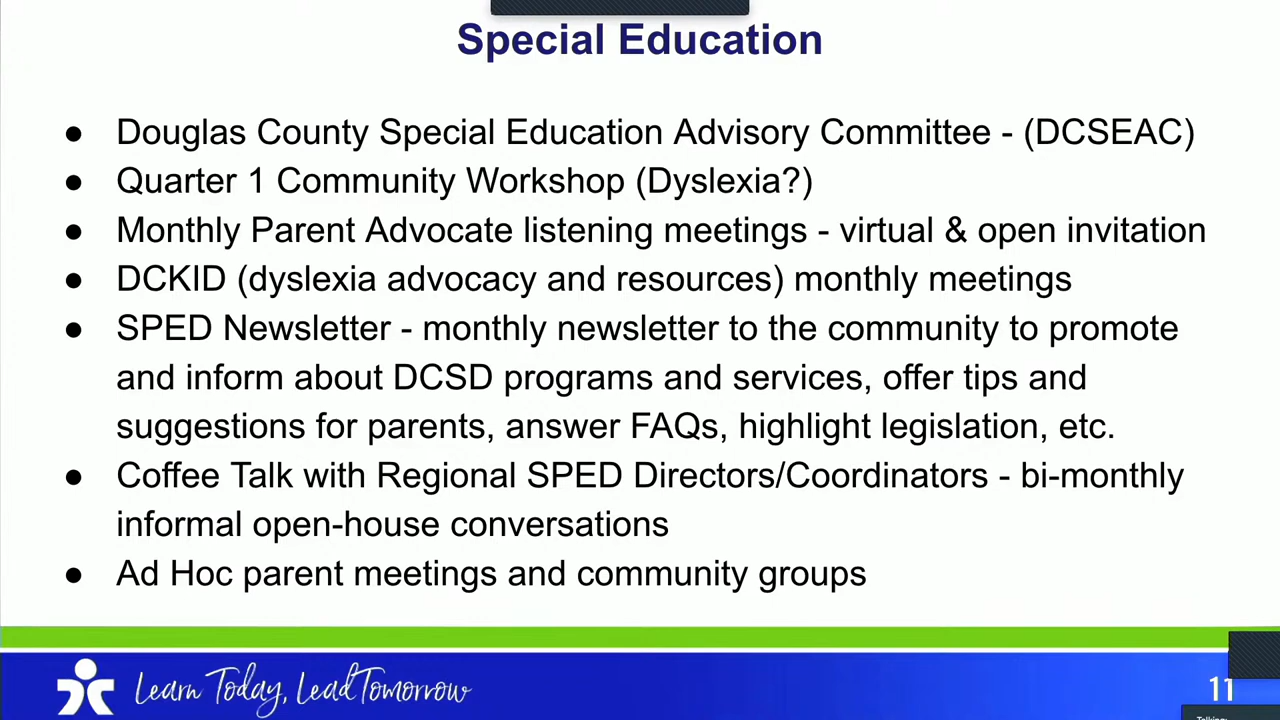 Special Education
● Douglas County Special Education Advisory Committee - (DCSEAC)
● Quarter 1 Community Workshop (Dyslexia?)
● Monthly Parent Advocate listening meetings - virtual & open invitation
● DCKID (dyslexia advocacy and resources) monthly meetings
● SPED Newsletter - monthly newsletter to the community to promote
and inform about DCSD programs and services, offer tips and
suggestions for parents, answer FAQs, highlight legislation, etc.
● Coffee Talk with Regional SPED Directors/Coordinators - bi-monthly
informal open-house conversations
● Ad Hoc parent meetings and community groups
Learn Today, Lead Tomorrow
11
Talking: